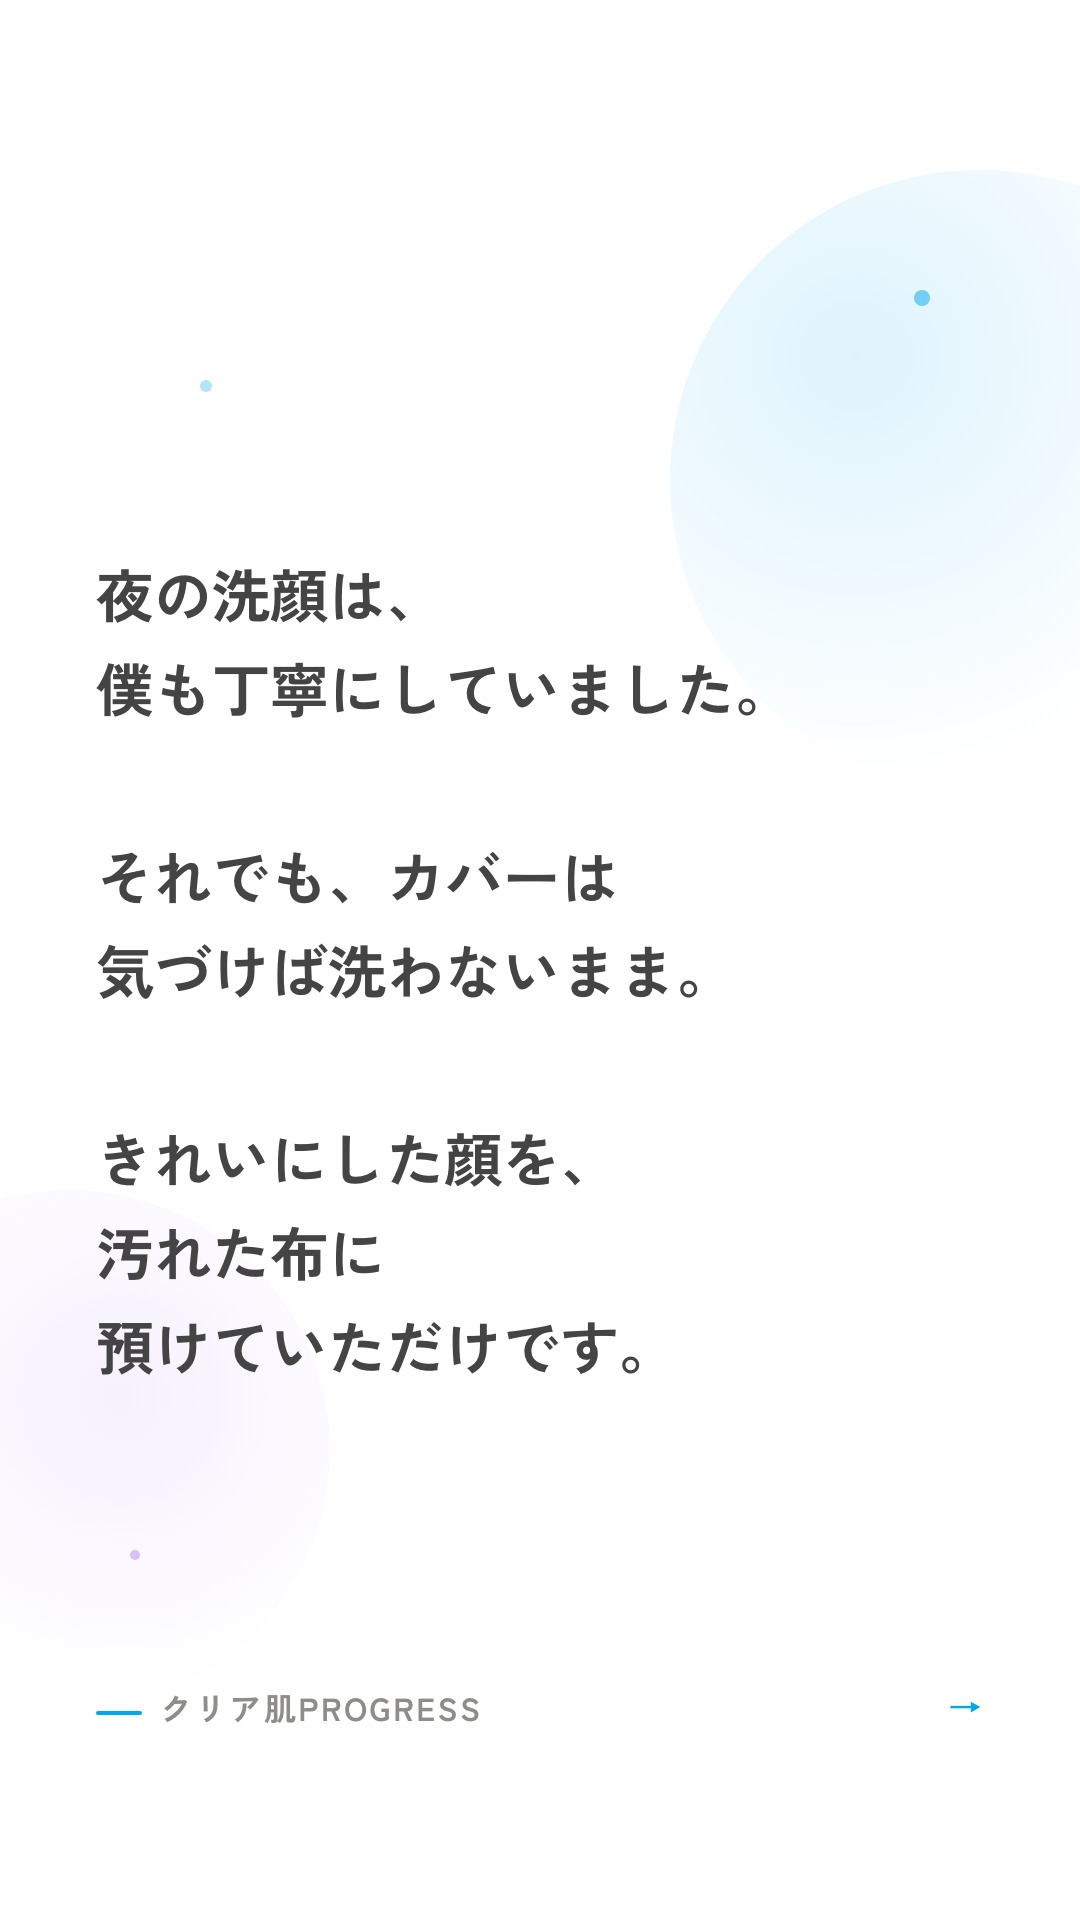 夜の洗顔は、
僕も丁寧にしていました。
それでも、カバーは
気づけば洗わないまま。
きれいにした顔を、
汚れた布に
預けていただけです。
クリア肌PROGRESS
→